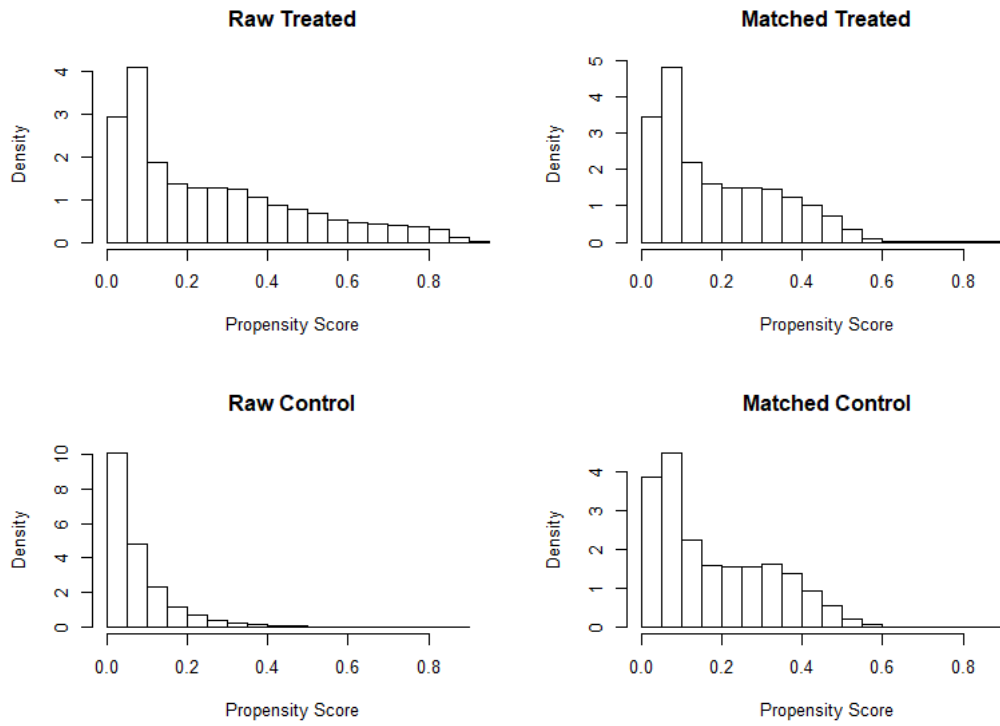 Raw Treated
Density
0 1 2 3 4
0.0 0.2 0.4 0.6 0.8
Propensity Score
Matched Treated
Density
0 1 2 3 4 5
0.0 0.2 0.4 0.6 0.8
Propensity Score
Raw Control
Density
0 2 4 6 8 10
0.0 0.2 0.4 0.6 0.8
Propensity Score
Matched Control
Density
0 1 2 3 4
0.0 0.2 0.4 0.6 0.8
Propensity Score